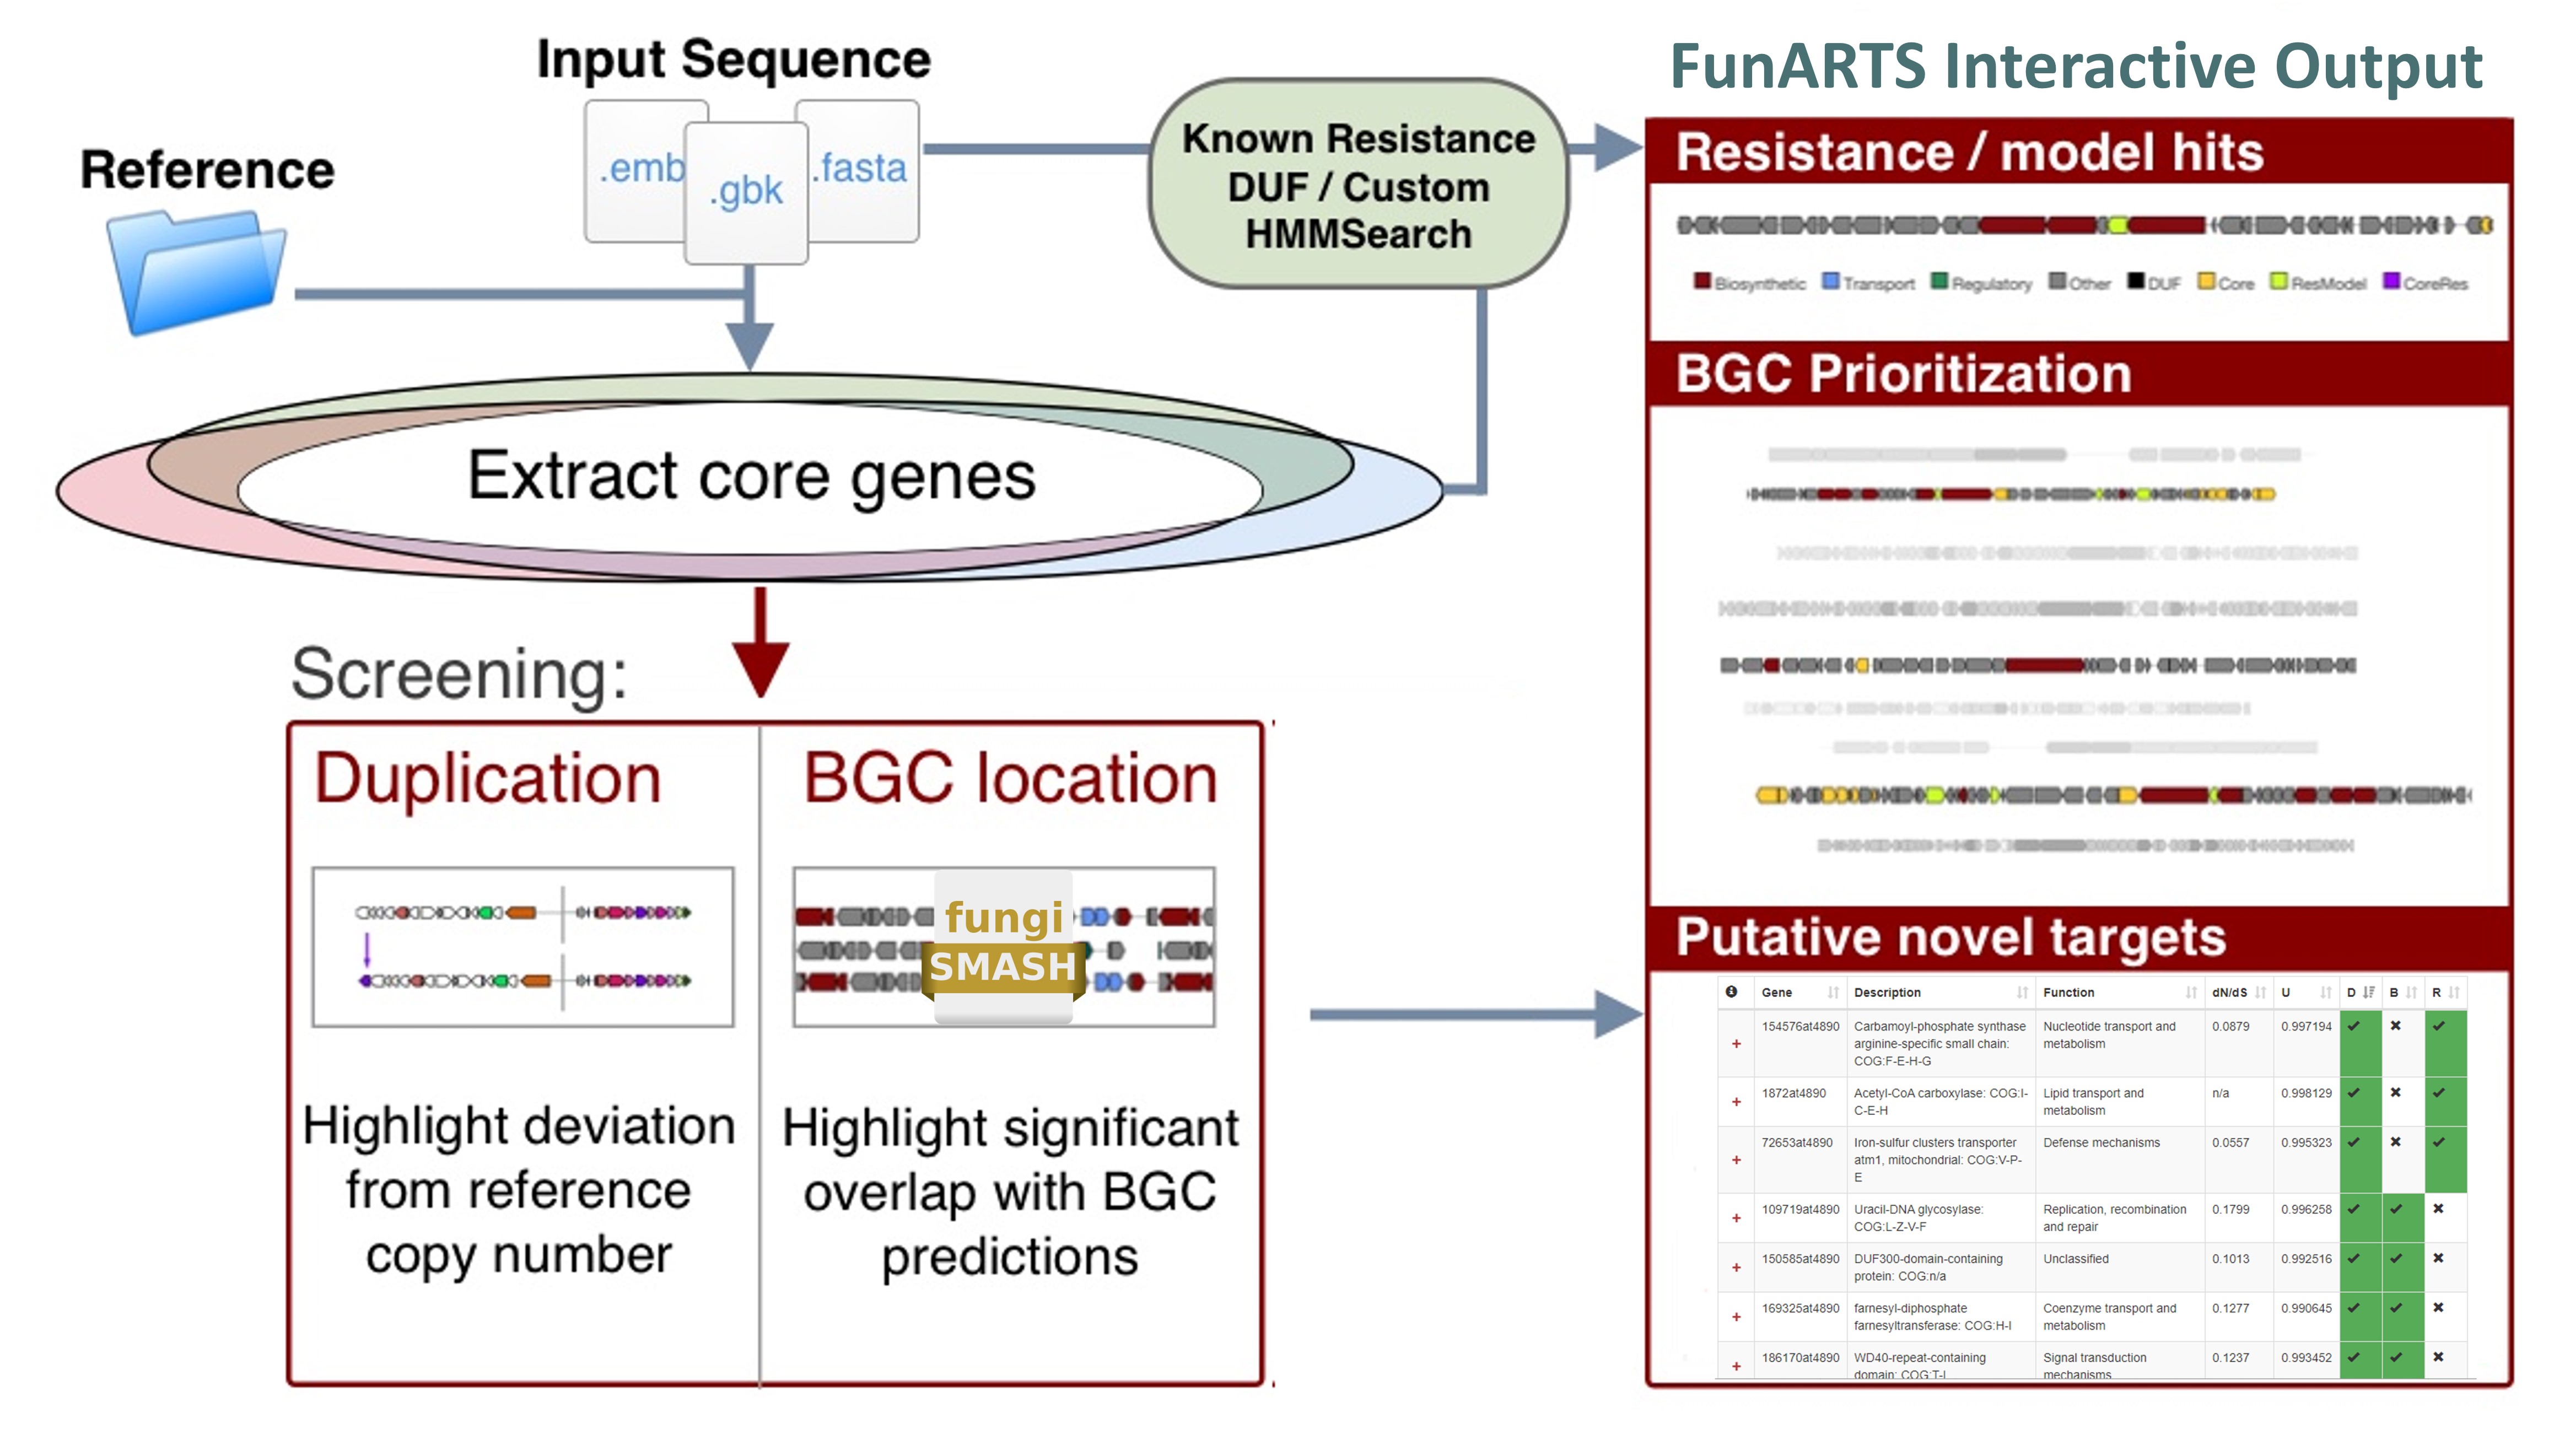 Input Sequence
.emb
.gbk
.fasta
Reference
Known Resistance
DUF / Custom
HMMSearch
Extract core genes
Screening:
Duplication
Highlight deviation
from reference
copy number
BGC location
fungi
SMASH
Highlight significant
overlap with BGC
predictions
FunARTS Interactive Output
Resistance / model hits
Biosynthetic Transport Regulatory Other DUF Core ResModel CoreRes
BGC Prioritization
Putative novel targets
Gene Description Function dN/dS U D B R
154576at4890 Carbamoyl-phosphate synthase Nucleotide transport and 0.0879 0.997194
arginine-specific small chain: metabolism
COG:F-E-H-G
1872at4890 Acetyl-CoA carboxylase: COG:I- Lipid transport and n/a 0.998129
C-E-H metabolism
72653at4890 Iron-sulfur clusters transporter Defense mechanisms 0.0557 0.995323
atm1, mitochondrial: COG:V-P-
E
109719at4890 Uracil-DNA glycosylase: Replication, recombination 0.1799 0.996258
COG:L-Z-V-F and repair
150585at4890 DUF300-domain-containing Unclassified 0.1013 0.992516
protein: COG:n/a
169325at4890 farnesyl-diphosphate Coenzyme transport and 0.1277 0.990645
farnesyltransferase: COG:H-I metabolism
186170at4890 WD40-repeat-containing Signal transduction 0.1237 0.993452
domain: COG:T-I mechanisms